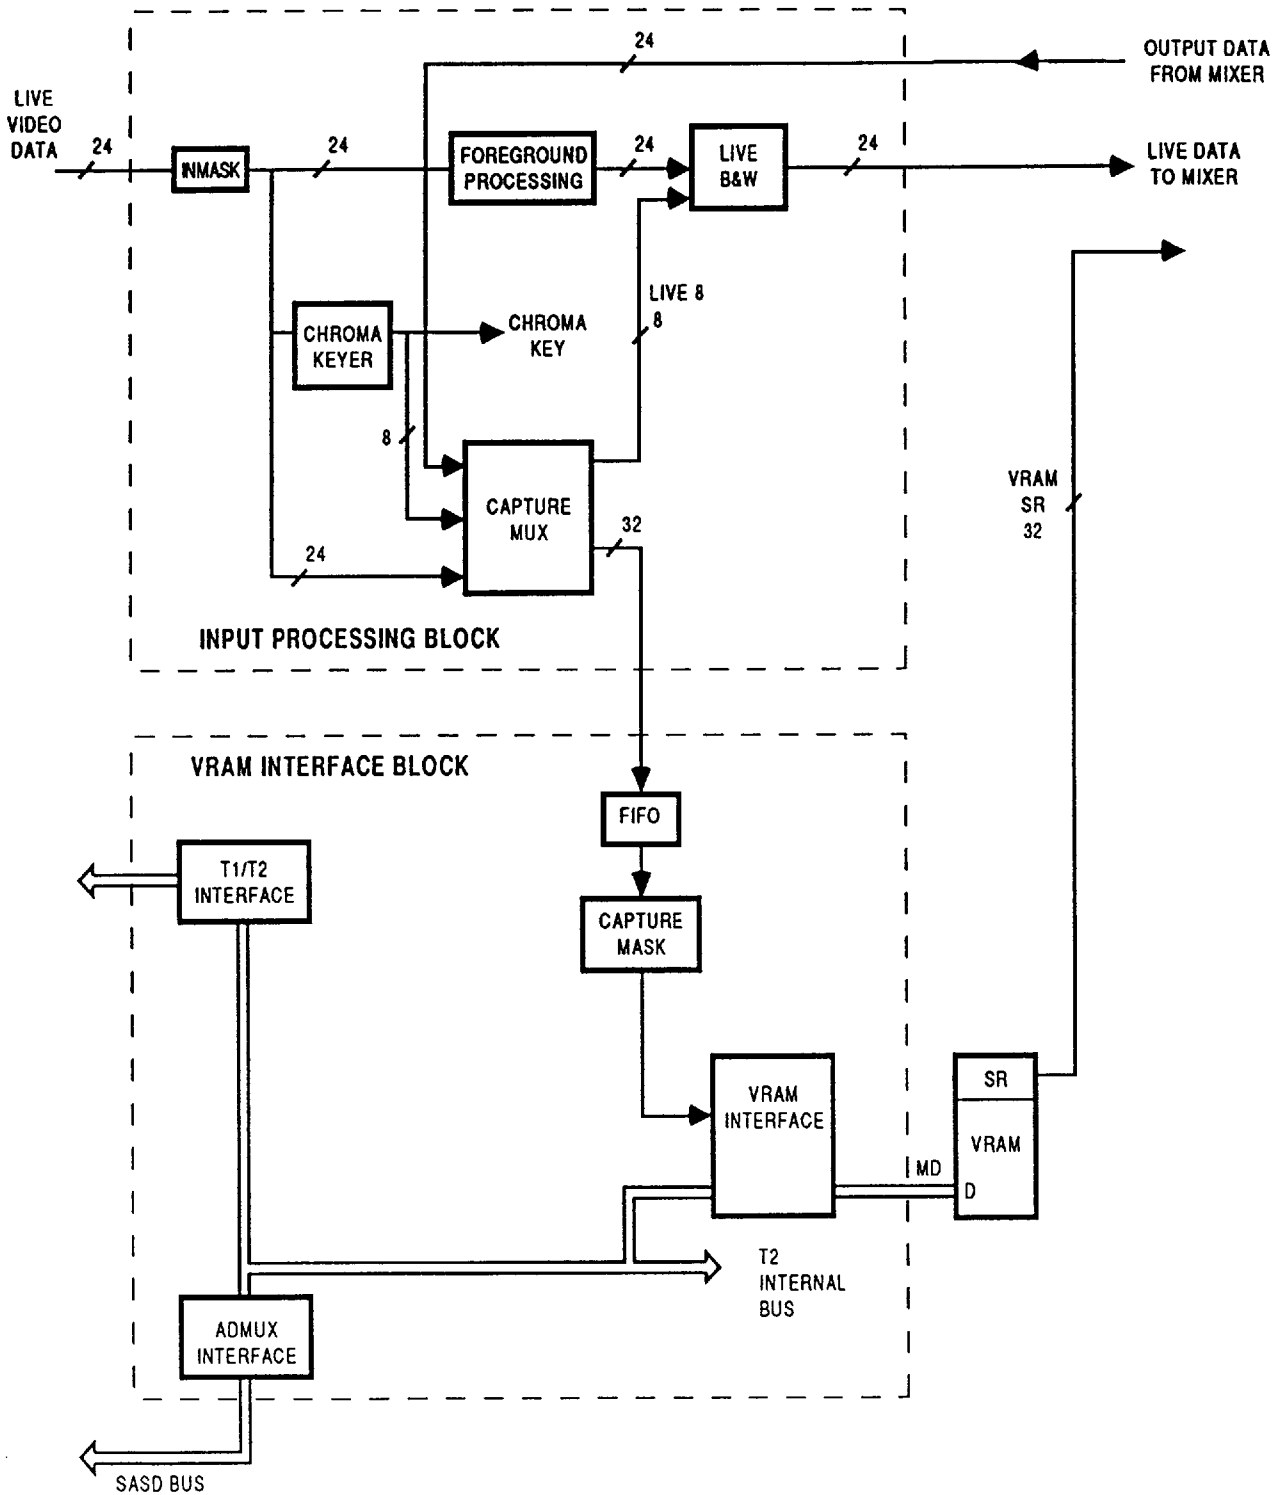 24
OUTPUT DATA
FROM MIXER
LIVE
VIDEO
DATA
24
INMASK
24
FOREGROUND
PROCESSING
24
LIVE
B&W
24
LIVE DATA
TO MIXER
LIVE 8
8
CHROMA
KEYER
CHROMA
KEY
8
CAPTURE
MUX
32
24
VRAM
SR
32
INPUT PROCESSING BLOCK
VRAM INTERFACE BLOCK
FIFO
T1/T2
INTERFACE
CAPTURE
MASK
VRAM
INTERFACE
SR
VRAM
MD
D
T2
INTERNAL
BUS
ADMUX
INTERFACE
SASD BUS